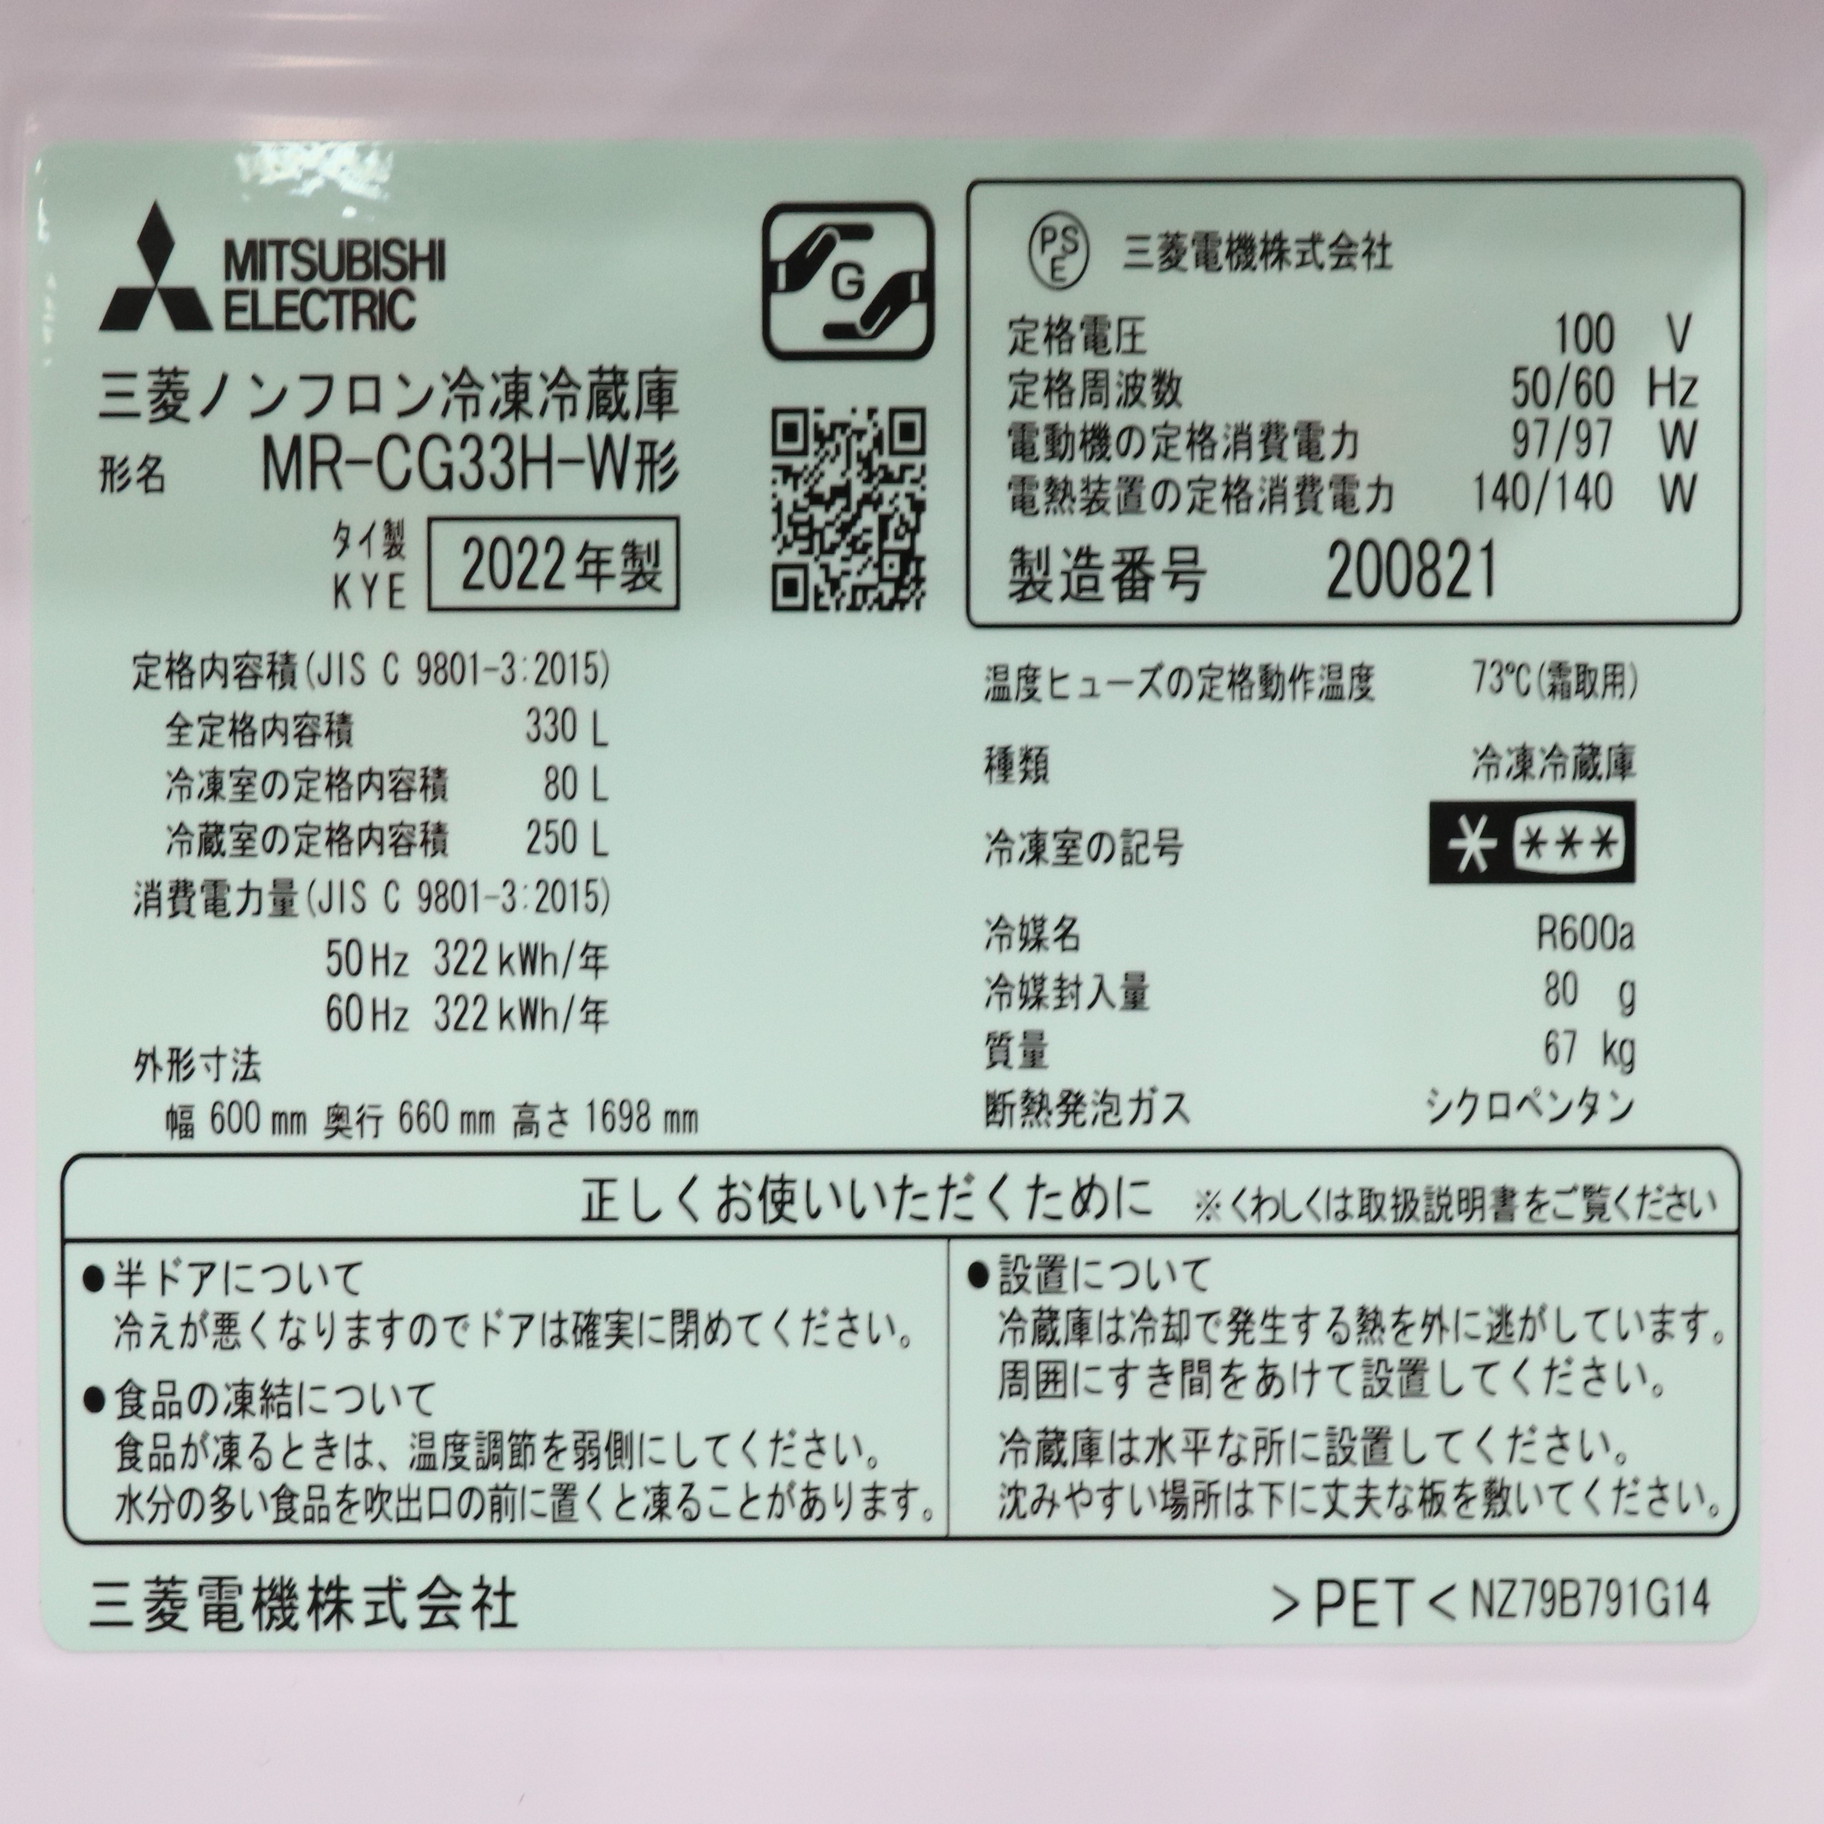 MITSUBISHI
ELECTRIC
三菱ノンフロン冷凍冷蔵庫
形名 MR-CG33H-W形
タイ製
KYE
2022年製
G
PS
E
三菱電機株式会社
定格電圧 100 V
定格周波数 50/60 Hz
電動機の定格消費電力 97/97 W
電熱装置の定格消費電力 140/140 W
製造番号 200821
定格内容積(JIS C 9801-3:2015)
全定格内容積 330 L
冷凍室の定格内容積 80 L
冷蔵室の定格内容積 250 L
消費電力量(JIS C 9801-3:2015)
50Hz 322kWh/年
60Hz 322kWh/年
外形寸法
幅 600mm 奥行 660mm 高さ 1698mm
温度ヒューズの定格動作温度 73℃(霜取用)
種類 冷凍冷蔵庫
冷凍室の記号 * ***
冷媒名 R600a
冷媒封入量 80 g
質量 67 kg
断熱発泡ガス シクロペンタン
正しくお使いいただくために ※くわしくは取扱説明書をご覧ください
●半ドアについて
冷えが悪くなりますのでドアは確実に閉めてください。
●食品の凍結について
食品が凍るときは、温度調節を弱側にしてください。
水分の多い食品を吹出口の前に置くと凍ることがあります。
●設置について
冷蔵庫は冷却で発生する熱を外に逃がしています。
周囲にすき間をあけて設置してください。
冷蔵庫は水平な所に設置してください。
沈みやすい場所は下に丈夫な板を敷いてください。
三菱電機株式会社
>PET< NZ79B791G14